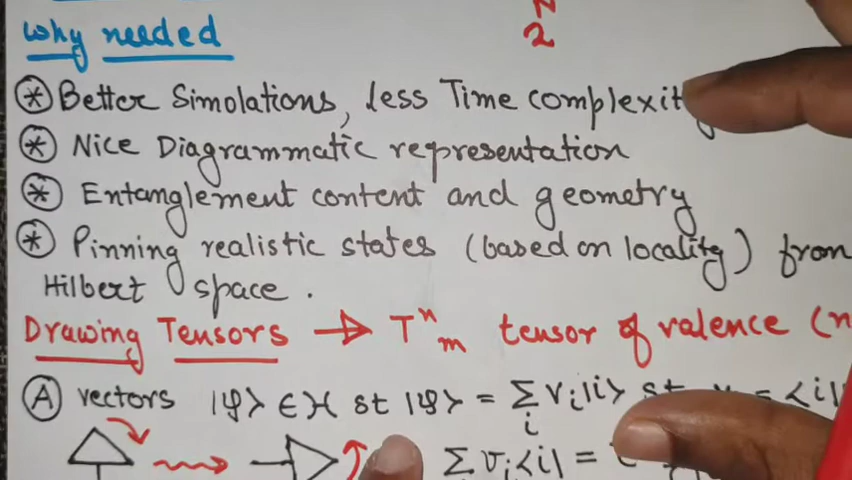 why needed
2^N
⊛ Better Simolations, less Time complexit
⊛ Nice Diagrammatic representation
⊛ Entanglement content and geometry
⊛ Pinning realistic states (based on locality) from
Hilbert space.
Drawing Tensors → T^n_m tensor of valence (n
Ⓐ vectors |ψ> ∈ H st |ψ> = Σ_i v_i|i> st = <i|
Σ v_i <i| =